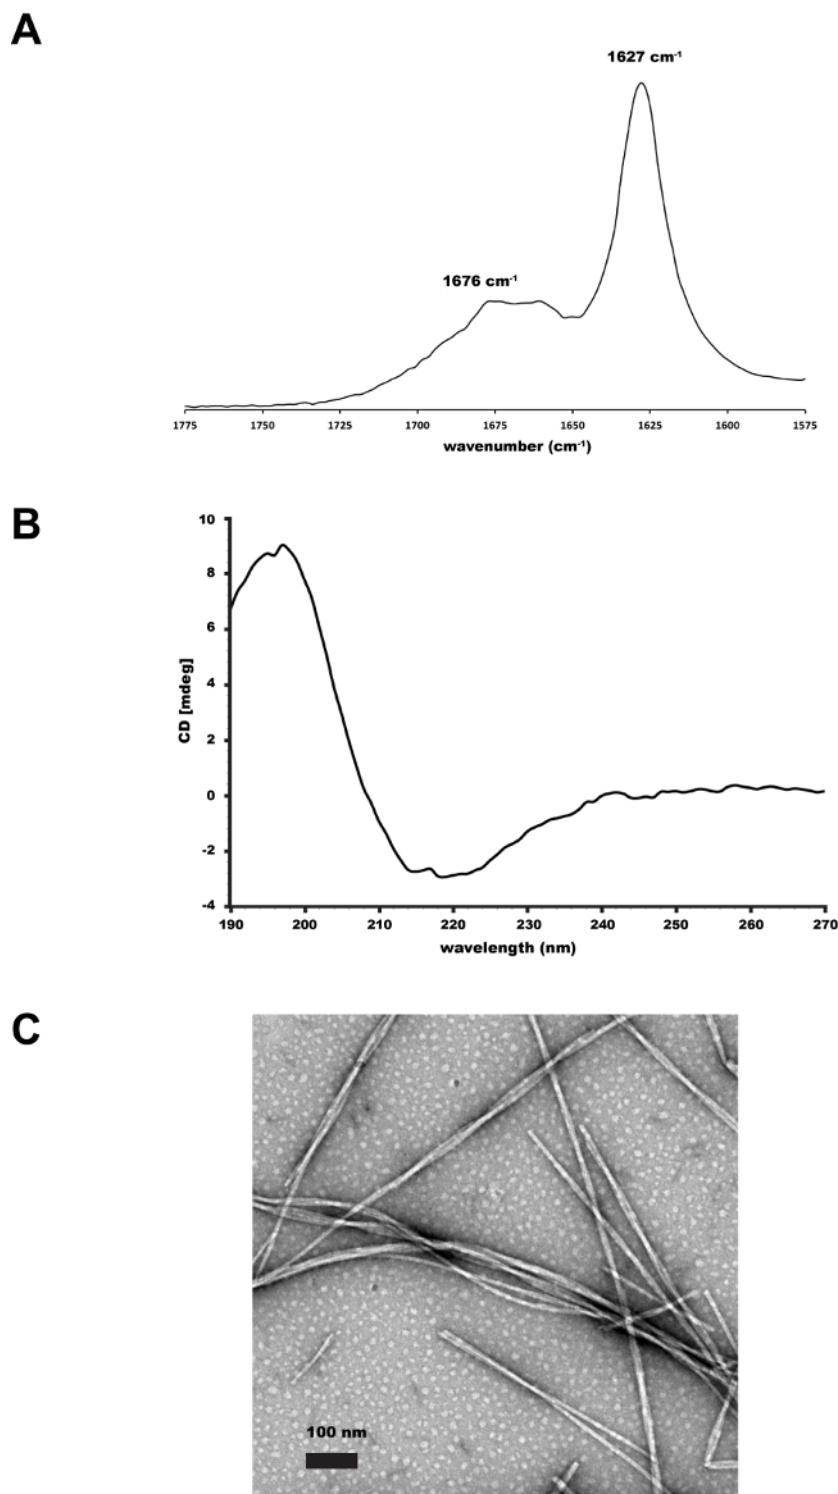 A
1627 cm⁻¹
1676 cm⁻¹
1775 1750 1725 1700 1675 1650 1625 1600 1575
wavenumber (cm⁻¹)
B
10
8
6
4
2
0
-2
-4
CD [mdeg]
190 200 210 220 230 240 250 260 270
wavelength (nm)
C
100 nm